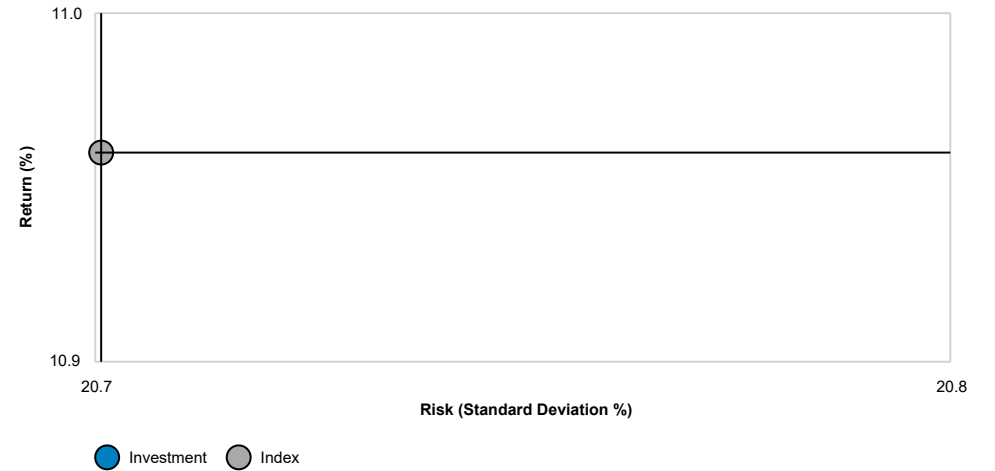 11.0
Return (%)
10.9
20.7
20.8
Risk (Standard Deviation %)
Investment
Index